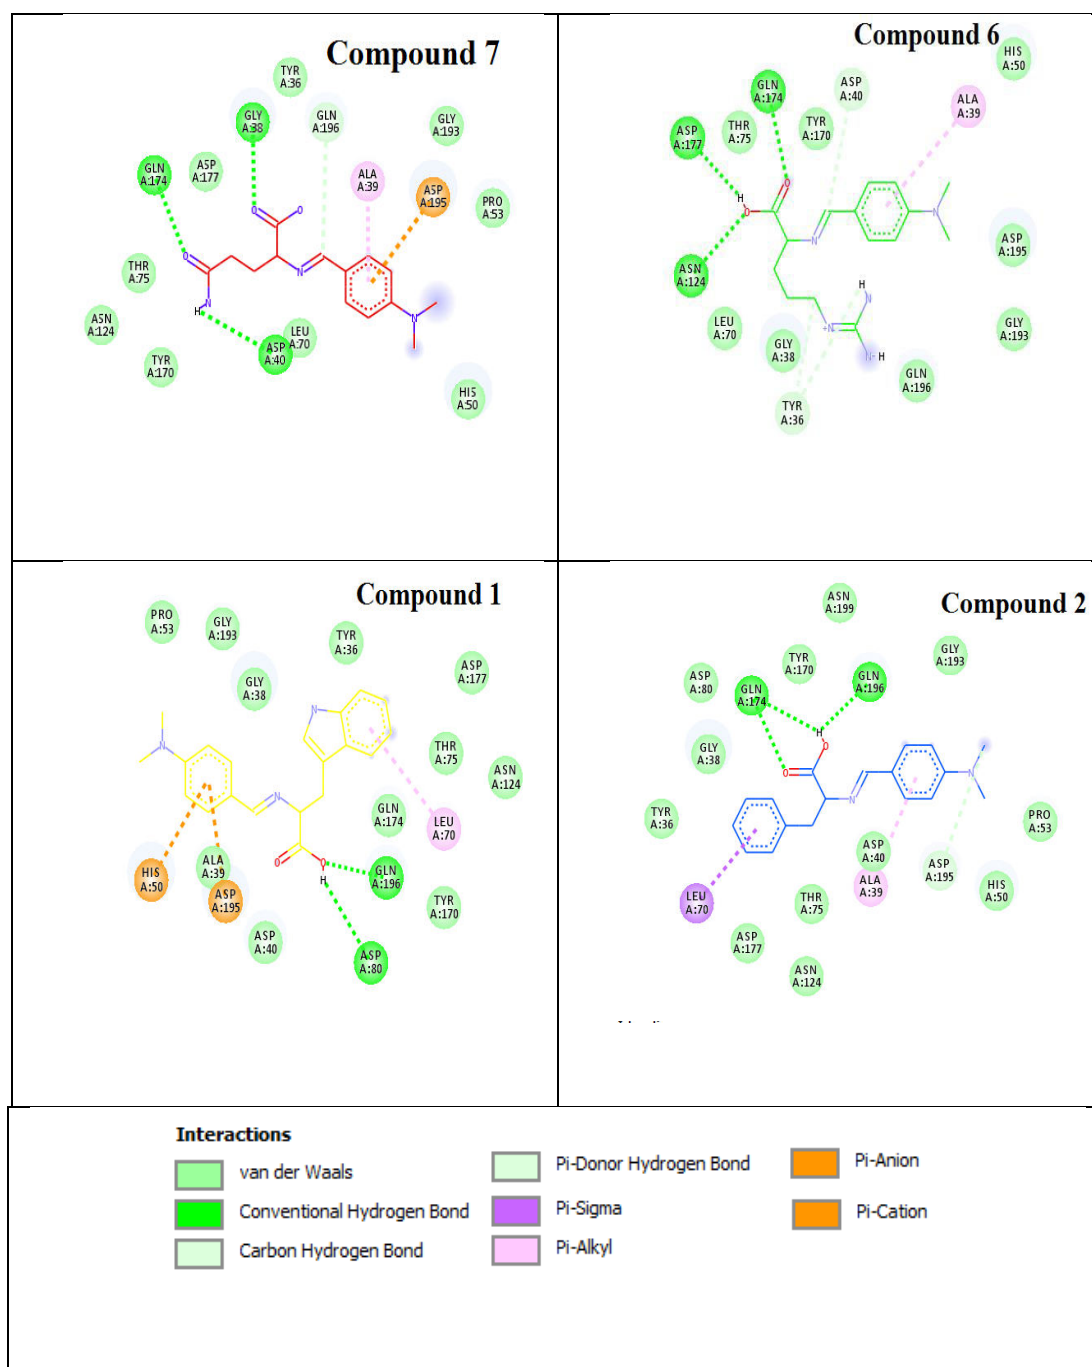 Compound 7
TYR
A:36
GLY
A:38
GLN
A:196
GLY
A:193
GLN
A:174
ASP
A:177
ALA
A:39
ASP
A:195
PRO
A:53
O
O
O
N
N
H
N
THR
A:75
ASN
A:124
TYR
A:170
LEU
A:70
ASP
A:40
HIS
A:50
Compound 6
HIS
A:50
GLN
A:174
ASP
A:40
ALA
A:39
ASP
A:177
THR
A:75
TYR
A:170
H
O
O
N
N
ASP
A:195
ASN
A:124
H
N
N+
N-H
LEU
A:70
GLY
A:38
GLY
A:193
GLN
A:196
TYR
A:36
Compound 1
PRO
A:53
GLY
A:193
TYR
A:36
ASP
A:177
GLY
A:38
N
N
N
THR
A:75
ASN
A:124
GLN
A:174
LEU
A:70
O
O
H
HIS
A:50
ALA
A:39
ASP
A:195
GLN
A:196
TYR
A:170
ASP
A:40
ASP
A:80
Compound 2
ASN
A:199
TYR
A:170
GLY
A:193
ASP
A:80
GLN
A:174
GLN
A:196
H
O
O
N
N
GLY
A:38
TYR
A:36
PRO
A:53
ASP
A:40
ALA
A:39
ASP
A:195
HIS
A:50
LEU
A:70
THR
A:75
ASP
A:177
ASN
A:124
Interactions
van der Waals
Conventional Hydrogen Bond
Carbon Hydrogen Bond
Pi-Donor Hydrogen Bond
Pi-Sigma
Pi-Alkyl
Pi-Anion
Pi-Cation